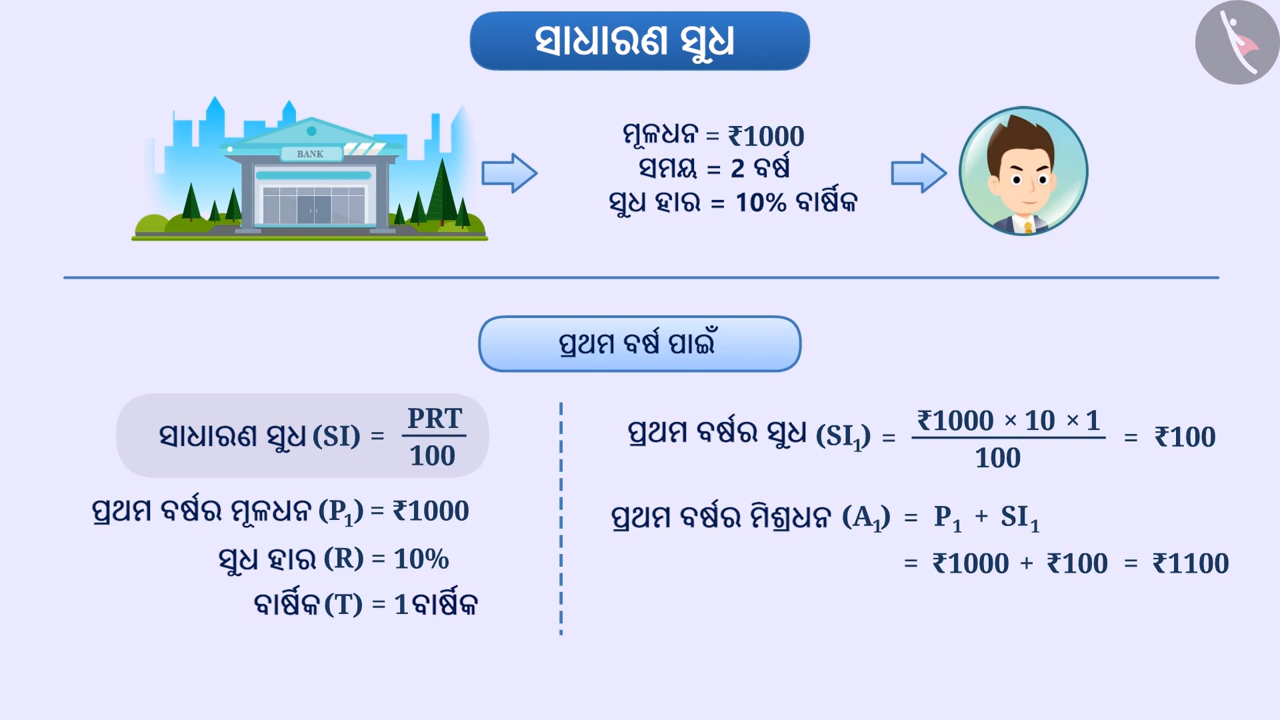 ସାଧାରଣ ସୁଧ
BANK
ମୂଳଧନ = ₹1000
ସମୟ = 2 ବର୍ଷ
ସୁଧ ହାର = 10% ବାର୍ଷିକ
ପ୍ରଥମ ବର୍ଷ ପାଇଁ
ସାଧାରଣ ସୁଧ (SI) = PRT / 100
ପ୍ରଥମ ବର୍ଷର ମୂଳଧନ (P₁) = ₹1000
ସୁଧ ହାର (R) = 10%
ବାର୍ଷିକ (T) = 1 ବାର୍ଷିକ
ପ୍ରଥମ ବର୍ଷର ସୁଧ (SI₁) = ₹1000 × 10 × 1 / 100 = ₹100
ପ୍ରଥମ ବର୍ଷର ମିଶ୍ରଧନ (A₁) = P₁ + SI₁
= ₹1000 + ₹100 = ₹1100